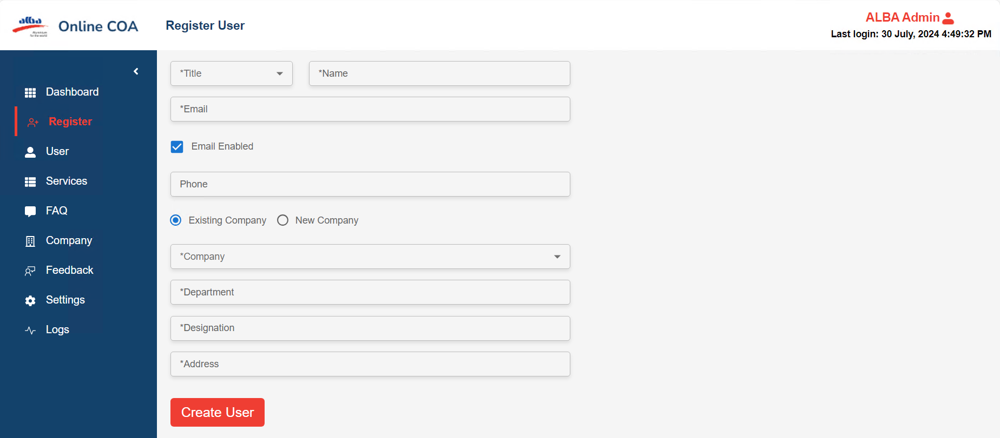 alba
Aluminium
for the world
Online COA
Register User
ALBA Admin
Last login: 30 July, 2024 4:49:32 PM
Dashboard
Register
User
Services
FAQ
Company
Feedback
Settings
Logs
*Title
*Name
*Email
Email Enabled
Phone
Existing Company
New Company
*Company
*Department
*Designation
*Address
Create User